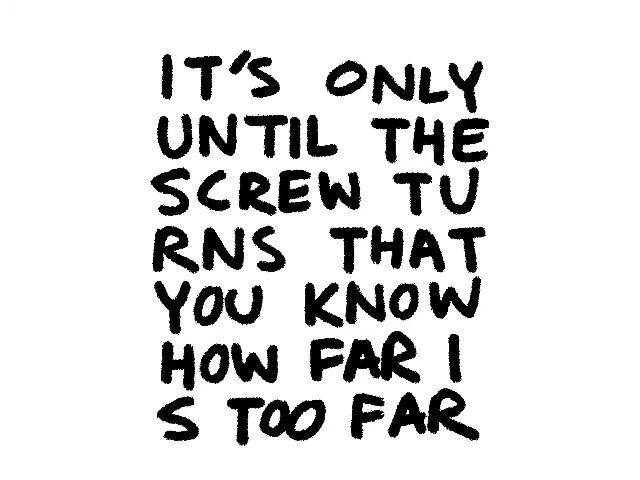 IT'S ONLY
UNTIL THE
SCREW TU
RNS THAT
YOU KNOW
HOW FAR I
S TOO FAR